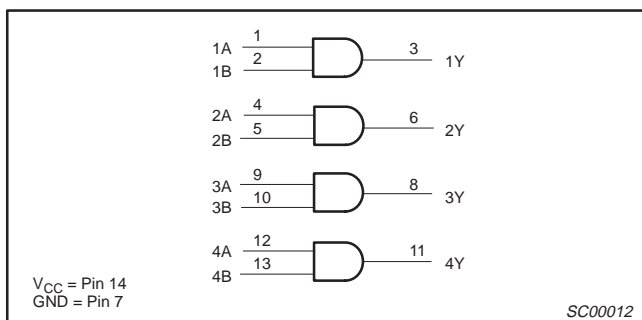 1A 1 3 1Y
1B 2
2A 4 6 2Y
2B 5
3A 9 8 3Y
3B 10
4A 12 11 4Y
4B 13
VCC = Pin 14
GND = Pin 7
SC00012